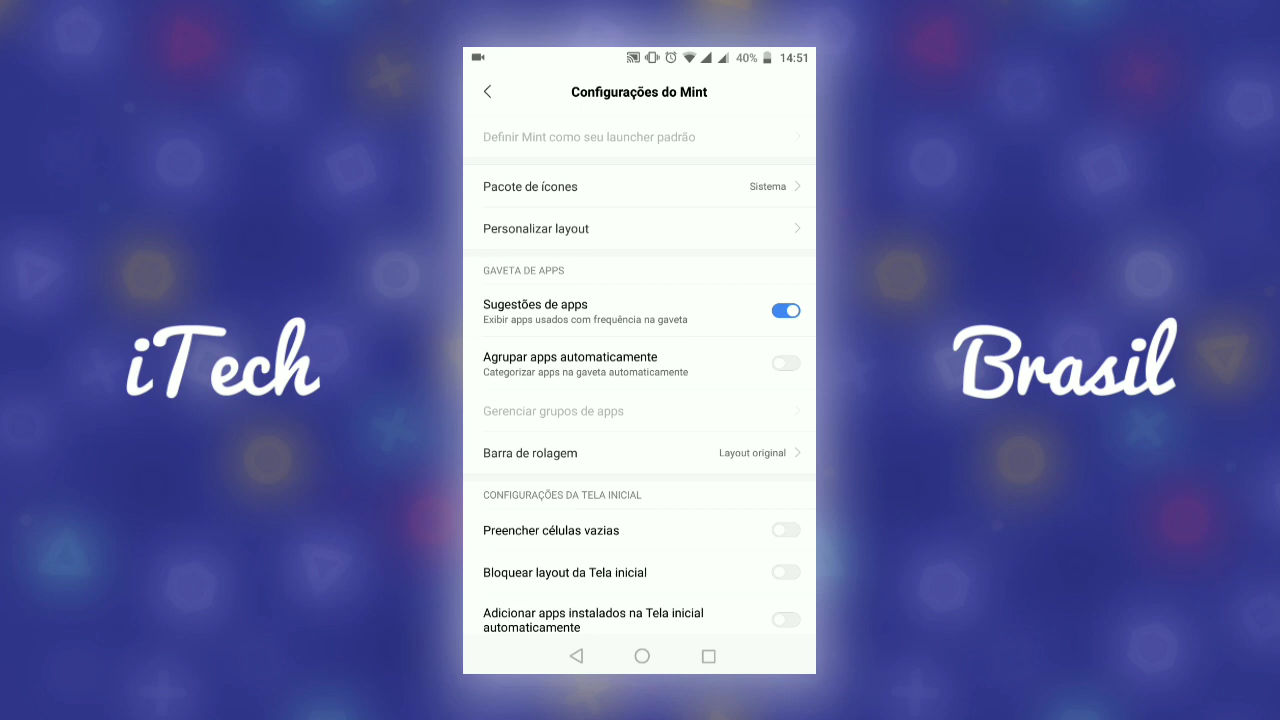 40% 14:51
Configurações do Mint
Definir Mint como seu launcher padrão
Pacote de ícones Sistema
Personalizar layout
GAVETA DE APPS
Sugestões de apps
Exibir apps usados com frequência na gaveta
iTech
Brasil
Agrupar apps automaticamente
Categorizar apps na gaveta automaticamente
Gerenciar grupos de apps
Barra de rolagem Layout original
CONFIGURAÇÕES DA TELA INICIAL
Preencher células vazias
Bloquear layout da Tela inicial
Adicionar apps instalados na Tela inicial
automaticamente